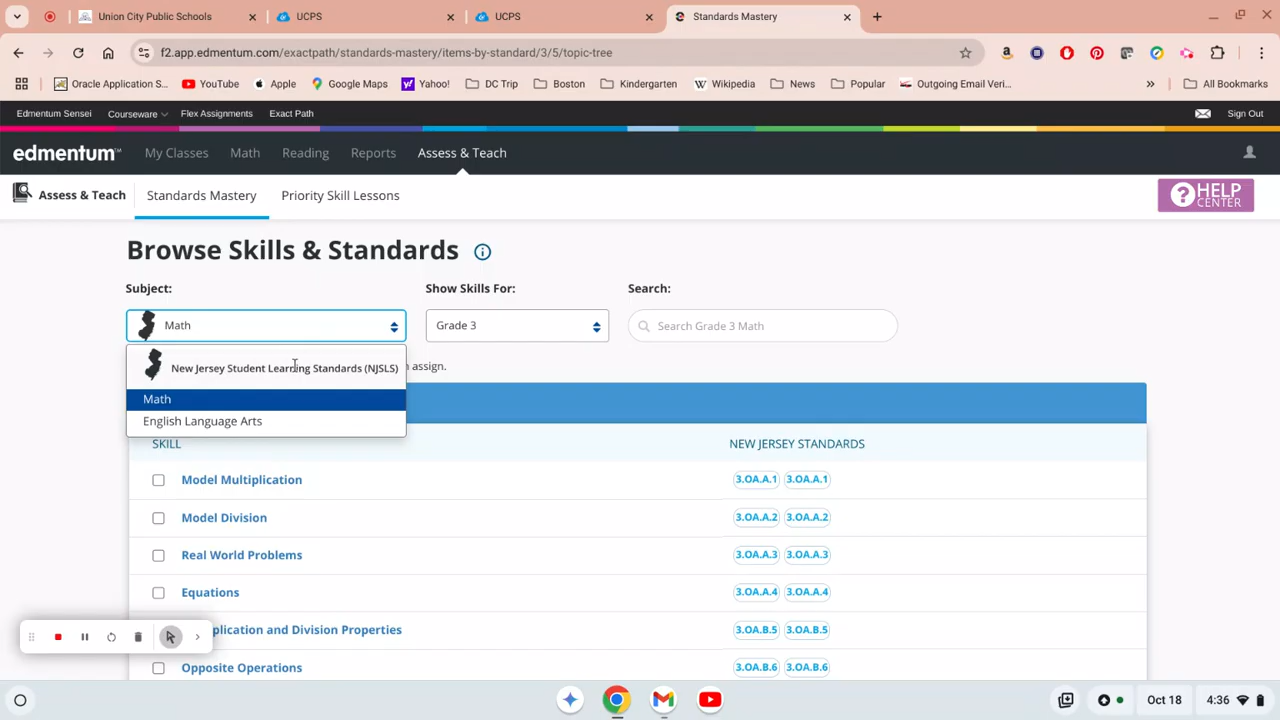 Union City Public Schools
UCPS
UCPS
Standards Mastery
f2.app.edmentum.com/exactpath/standards-mastery/items-by-standard/3/5/topic-tree
Oracle Application S...
YouTube
Apple
Google Maps
Yahoo!
DC Trip
Boston
Kindergarten
Wikipedia
News
Popular
Outgoing Email Veri...
All Bookmarks
Edmentum Sensei
Courseware
Flex Assignments
Exact Path
Sign Out
edmentum™
My Classes
Math
Reading
Reports
Assess & Teach
Assess & Teach
Standards Mastery
Priority Skill Lessons
HELP
CENTER
Browse Skills & Standards
Subject:
Show Skills For:
Search:
Math
Grade 3
Search Grade 3 Math
New Jersey Student Learning Standards (NJSLS)
assign.
Math
English Language Arts
SKILL
NEW JERSEY STANDARDS
Model Multiplication
3.OA.A.1 3.OA.A.1
Model Division
3.OA.A.2 3.OA.A.2
Real World Problems
3.OA.A.3 3.OA.A.3
Equations
3.OA.A.4 3.OA.A.4
plication and Division Properties
3.OA.B.5 3.OA.B.5
Opposite Operations
3.OA.B.6 3.OA.B.6
Oct 18
4:36